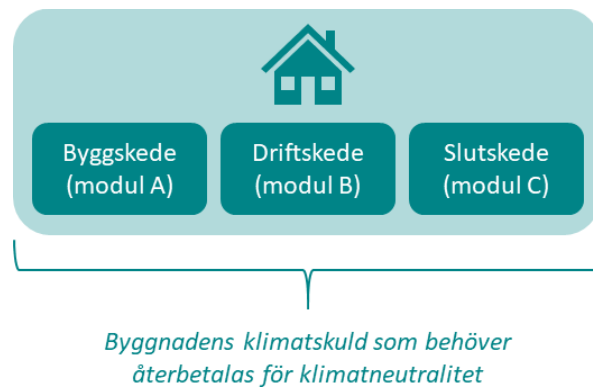 Byggskede
(modul A)
Driftskede
(modul B)
Slutskede
(modul C)
Byggnadens klimatskuld som behöver
återbetalas för klimatneutralitet